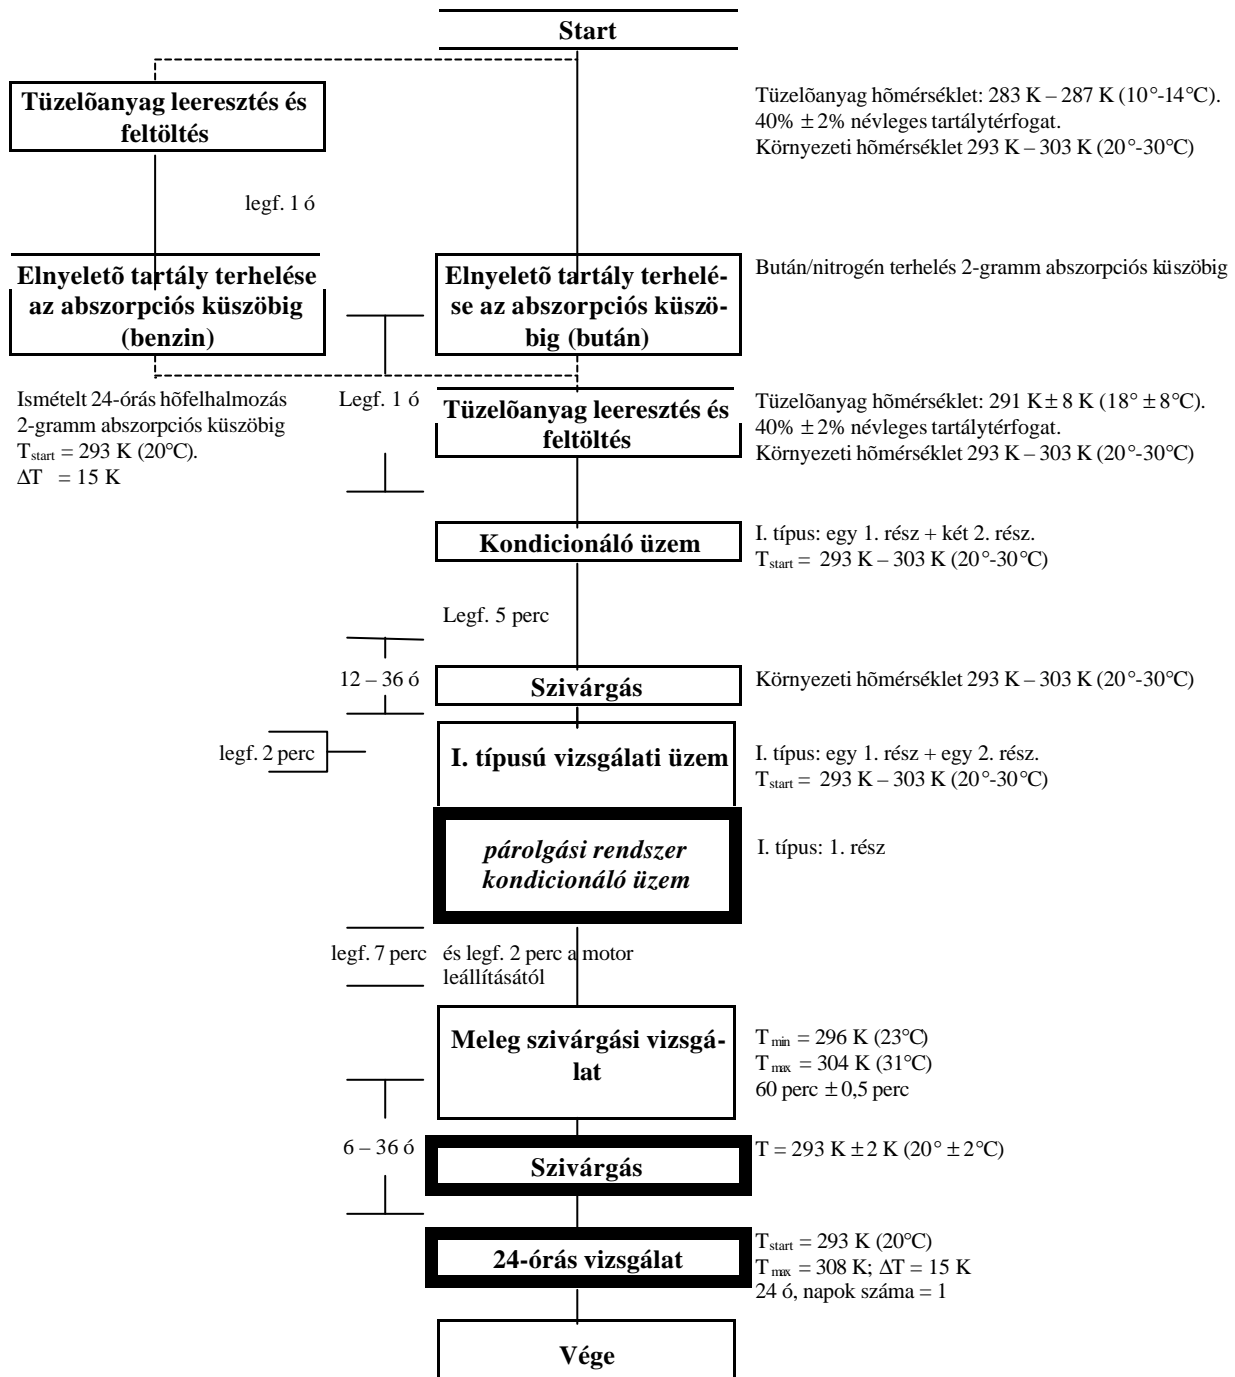 Start
Tüzelõanyag leeresztés és
feltöltés
Tüzelõanyag hõmérséklet: 283 K – 287 K (10°-14°C).
40% ± 2% névleges tartálytérfogat.
Környezeti hõmérséklet 293 K – 303 K (20°-30°C)
legf. 1 ó
Elnyeletõ tartály terhelése
az abszorpciós küszöbig
(benzin)
Elnyeletõ tartály terhelé-
se az abszorpciós küszö-
big (bután)
Bután/nitrogén terhelés 2-gramm abszorpciós küszöbig
Ismételt 24-órás hõfelhalmozás
2-gramm abszorpciós küszöbig
Tstart = 293 K (20°C).
ΔT = 15 K
Legf. 1 ó
Tüzelõanyag leeresztés és
feltöltés
Tüzelõanyag hõmérséklet: 291 K ± 8 K (18° ± 8°C).
40% ± 2% névleges tartálytérfogat.
Környezeti hõmérséklet 293 K – 303 K (20°-30°C)
Kondicionáló üzem
I. típus: egy 1. rész + két 2. rész.
Tstart = 293 K – 303 K (20°-30°C)
Legf. 5 perc
12 – 36 ó
Szivárgás
Környezeti hõmérséklet 293 K – 303 K (20°-30°C)
legf. 2 perc
I. típusú vizsgálati üzem
I. típus: egy 1. rész + egy 2. rész.
Tstart = 293 K – 303 K (20°-30°C)
párolgási rendszer
kondicionáló üzem
I. típus: 1. rész
legf. 7 perc
és legf. 2 perc a motor
leállításától
Meleg szivárgási vizsgá-
lat
Tmin = 296 K (23°C)
Tmax = 304 K (31°C)
60 perc ± 0,5 perc
6 – 36 ó
Szivárgás
T = 293 K ± 2 K (20° ± 2°C)
24-órás vizsgálat
Tstart = 293 K (20°C)
Tmax = 308 K; ΔT = 15 K
24 ó, napok száma = 1
Vége